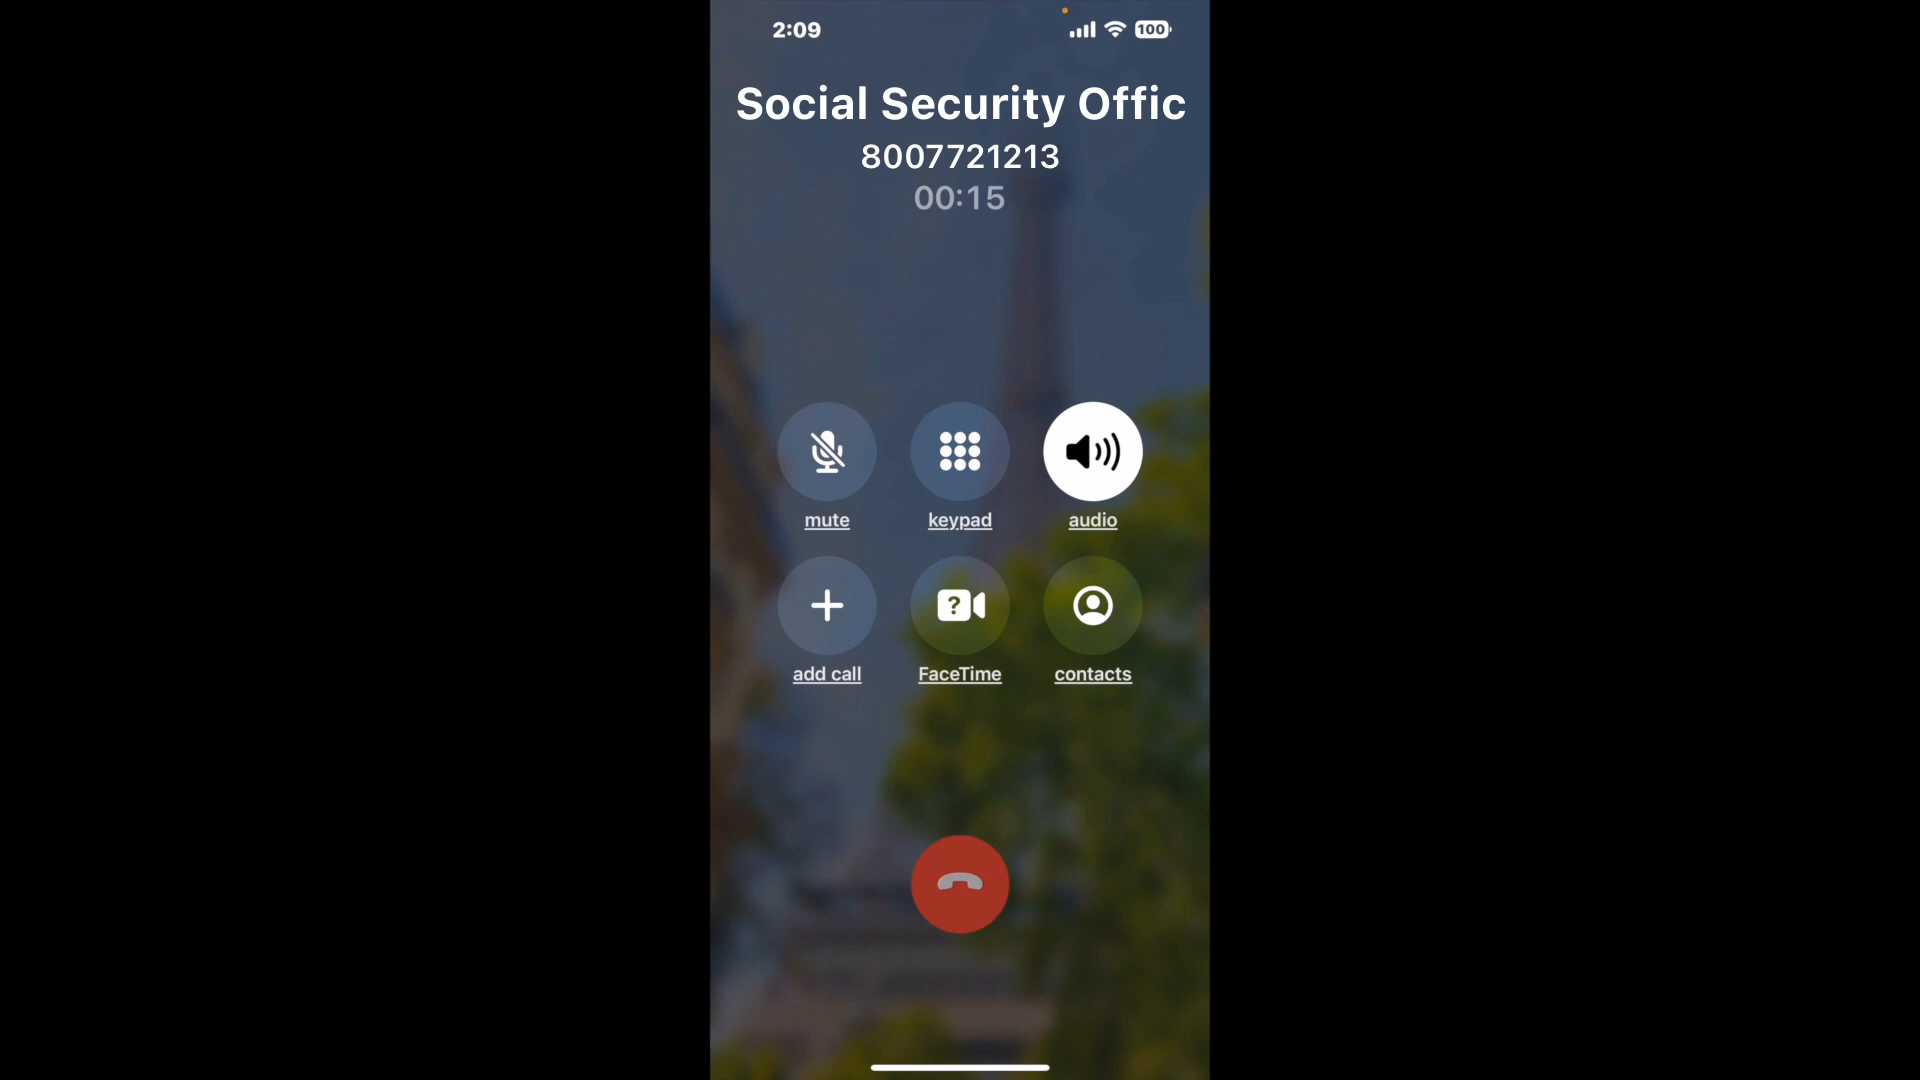 2:09
100
Social Security Offic
8007721213
00:15
mute
keypad
audio
?
add call
FaceTime
contacts